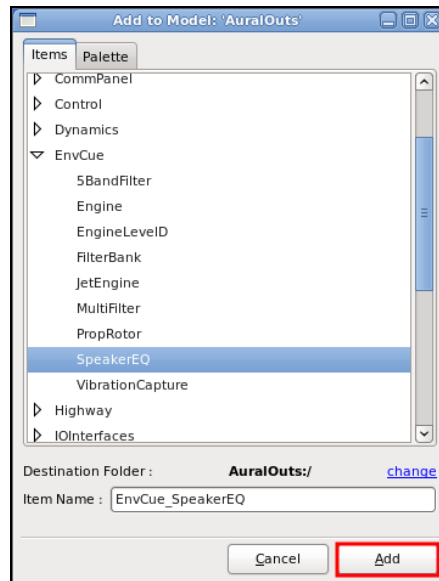 Add to Model: 'AuralOuts'
Items Palette
CommPanel
Control
Dynamics
EnvCue
5BandFilter
Engine
EngineLevelD
FilterBank
JetEngine
MultiFilter
PropRotor
SpeakerEQ
VibrationCapture
Highway
IOInterfaces
Destination Folder : AuralOuts:/ change
Item Name : EnvCue_SpeakerEQ
Cancel Add